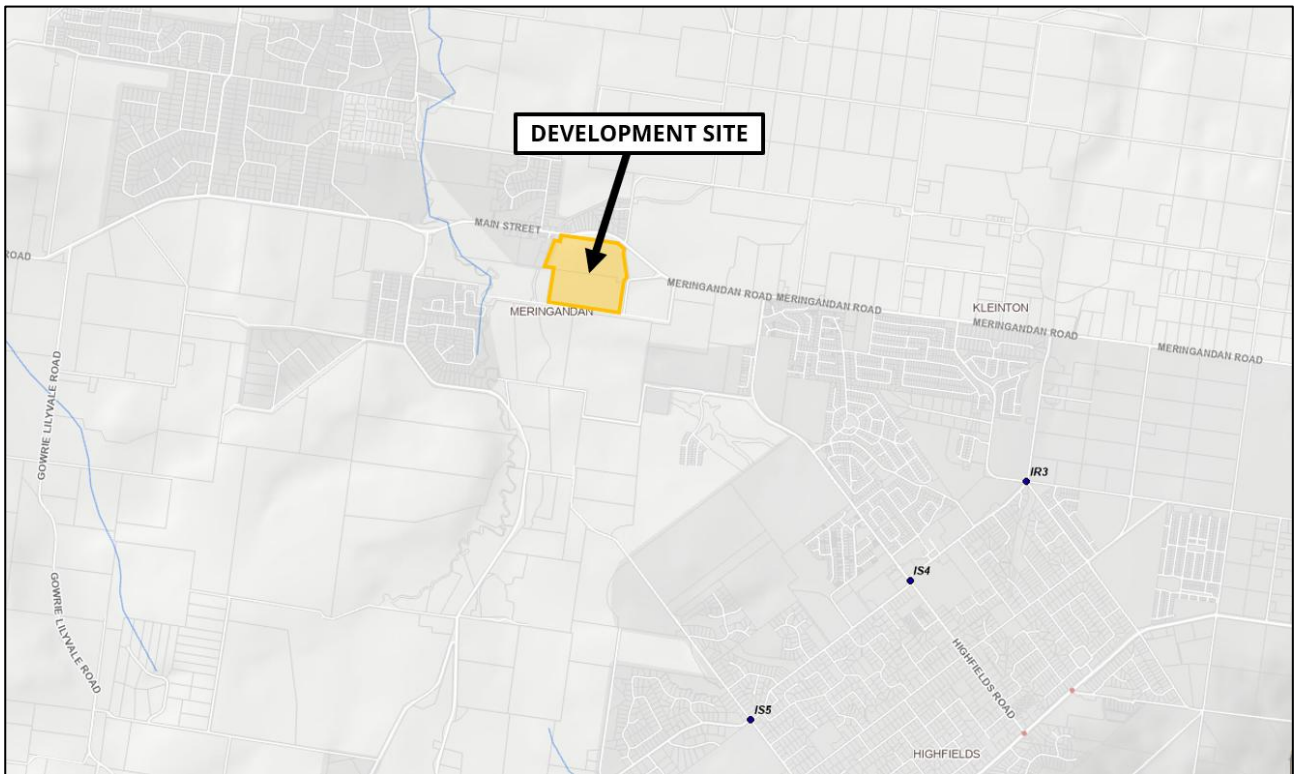 DEVELOPMENT SITE
MAIN STREET
ROAD
MERINGANDAN ROAD
MERINGANDAN ROAD
KLEINTON
MERINGANDAN ROAD
MERINGANDAN ROAD
MERINGANDAN
GOWRIE LILYVALE ROAD
IR3
IS4
GOWRIE LILYVALE ROAD
HIGHFIELDS ROAD
IS5
HIGHFIELDS